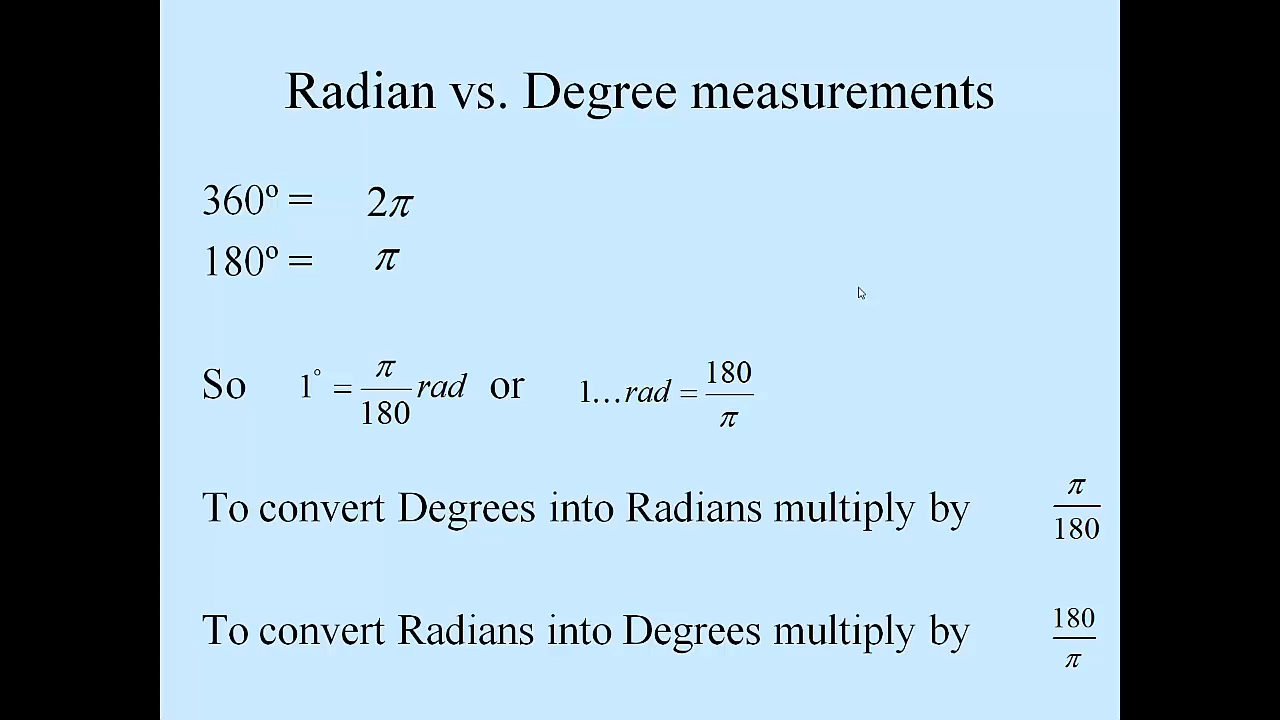 Radian vs. Degree measurements
360º = 2π
180º = π
So 1° = π/180 rad or 1...rad = 180/π
To convert Degrees into Radians multiply by π/180
To convert Radians into Degrees multiply by 180/π